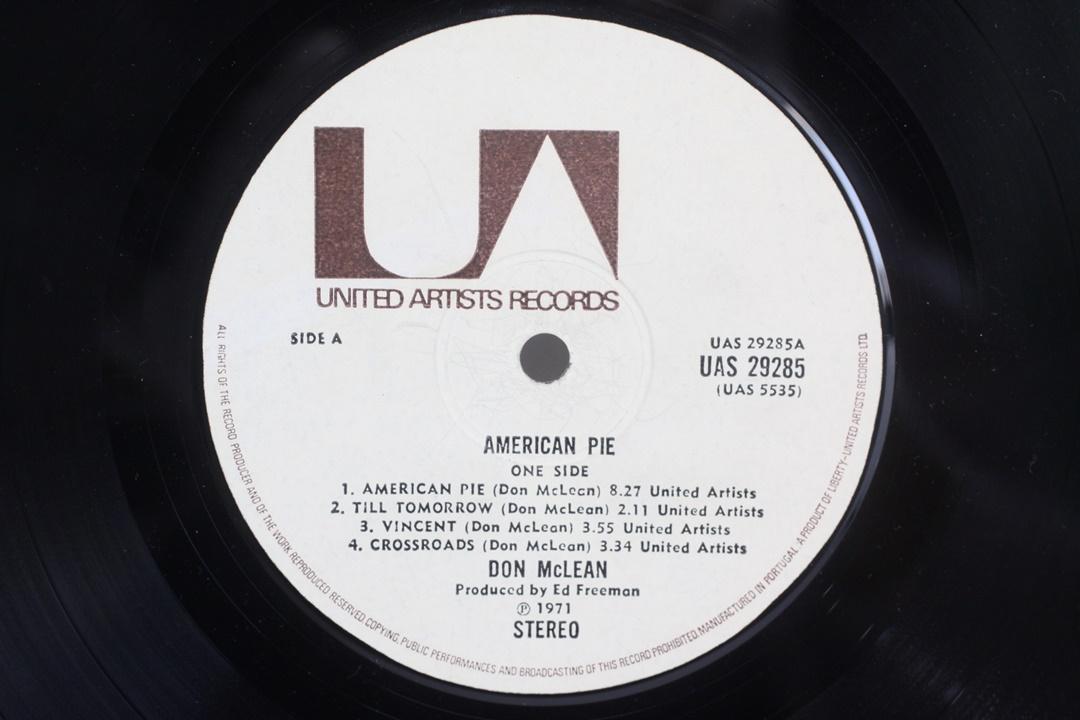 UA
UNITED ARTISTS RECORDS
SIDE A
UAS 29285A
UAS 29285
(UAS 5535)
AMERICAN PIE
ONE SIDE
1. AMERICAN PIE (Don McLean) 8.27 United Artists
2. TILL TOMORROW (Don McLean) 2.11 United Artists
3. VINCENT (Don McLean) 3.55 United Artists
4. CROSSROADS (Don McLean) 3.34 United Artists
DON McLEAN
Produced by Ed Freeman
℗ 1971
STEREO
ALL RIGHTS OF THE RECORD PRODUCER AND OF THE WORK REPRODUCED RESERVED COPYING, PUBLIC PERFORMANCES AND BROADCASTING OF THIS RECORD PROHIBITED. MANUFACTURED IN PORTUGAL. A PRODUCT OF LIBERTY-UNITED ARTISTS RECORDS LTD.